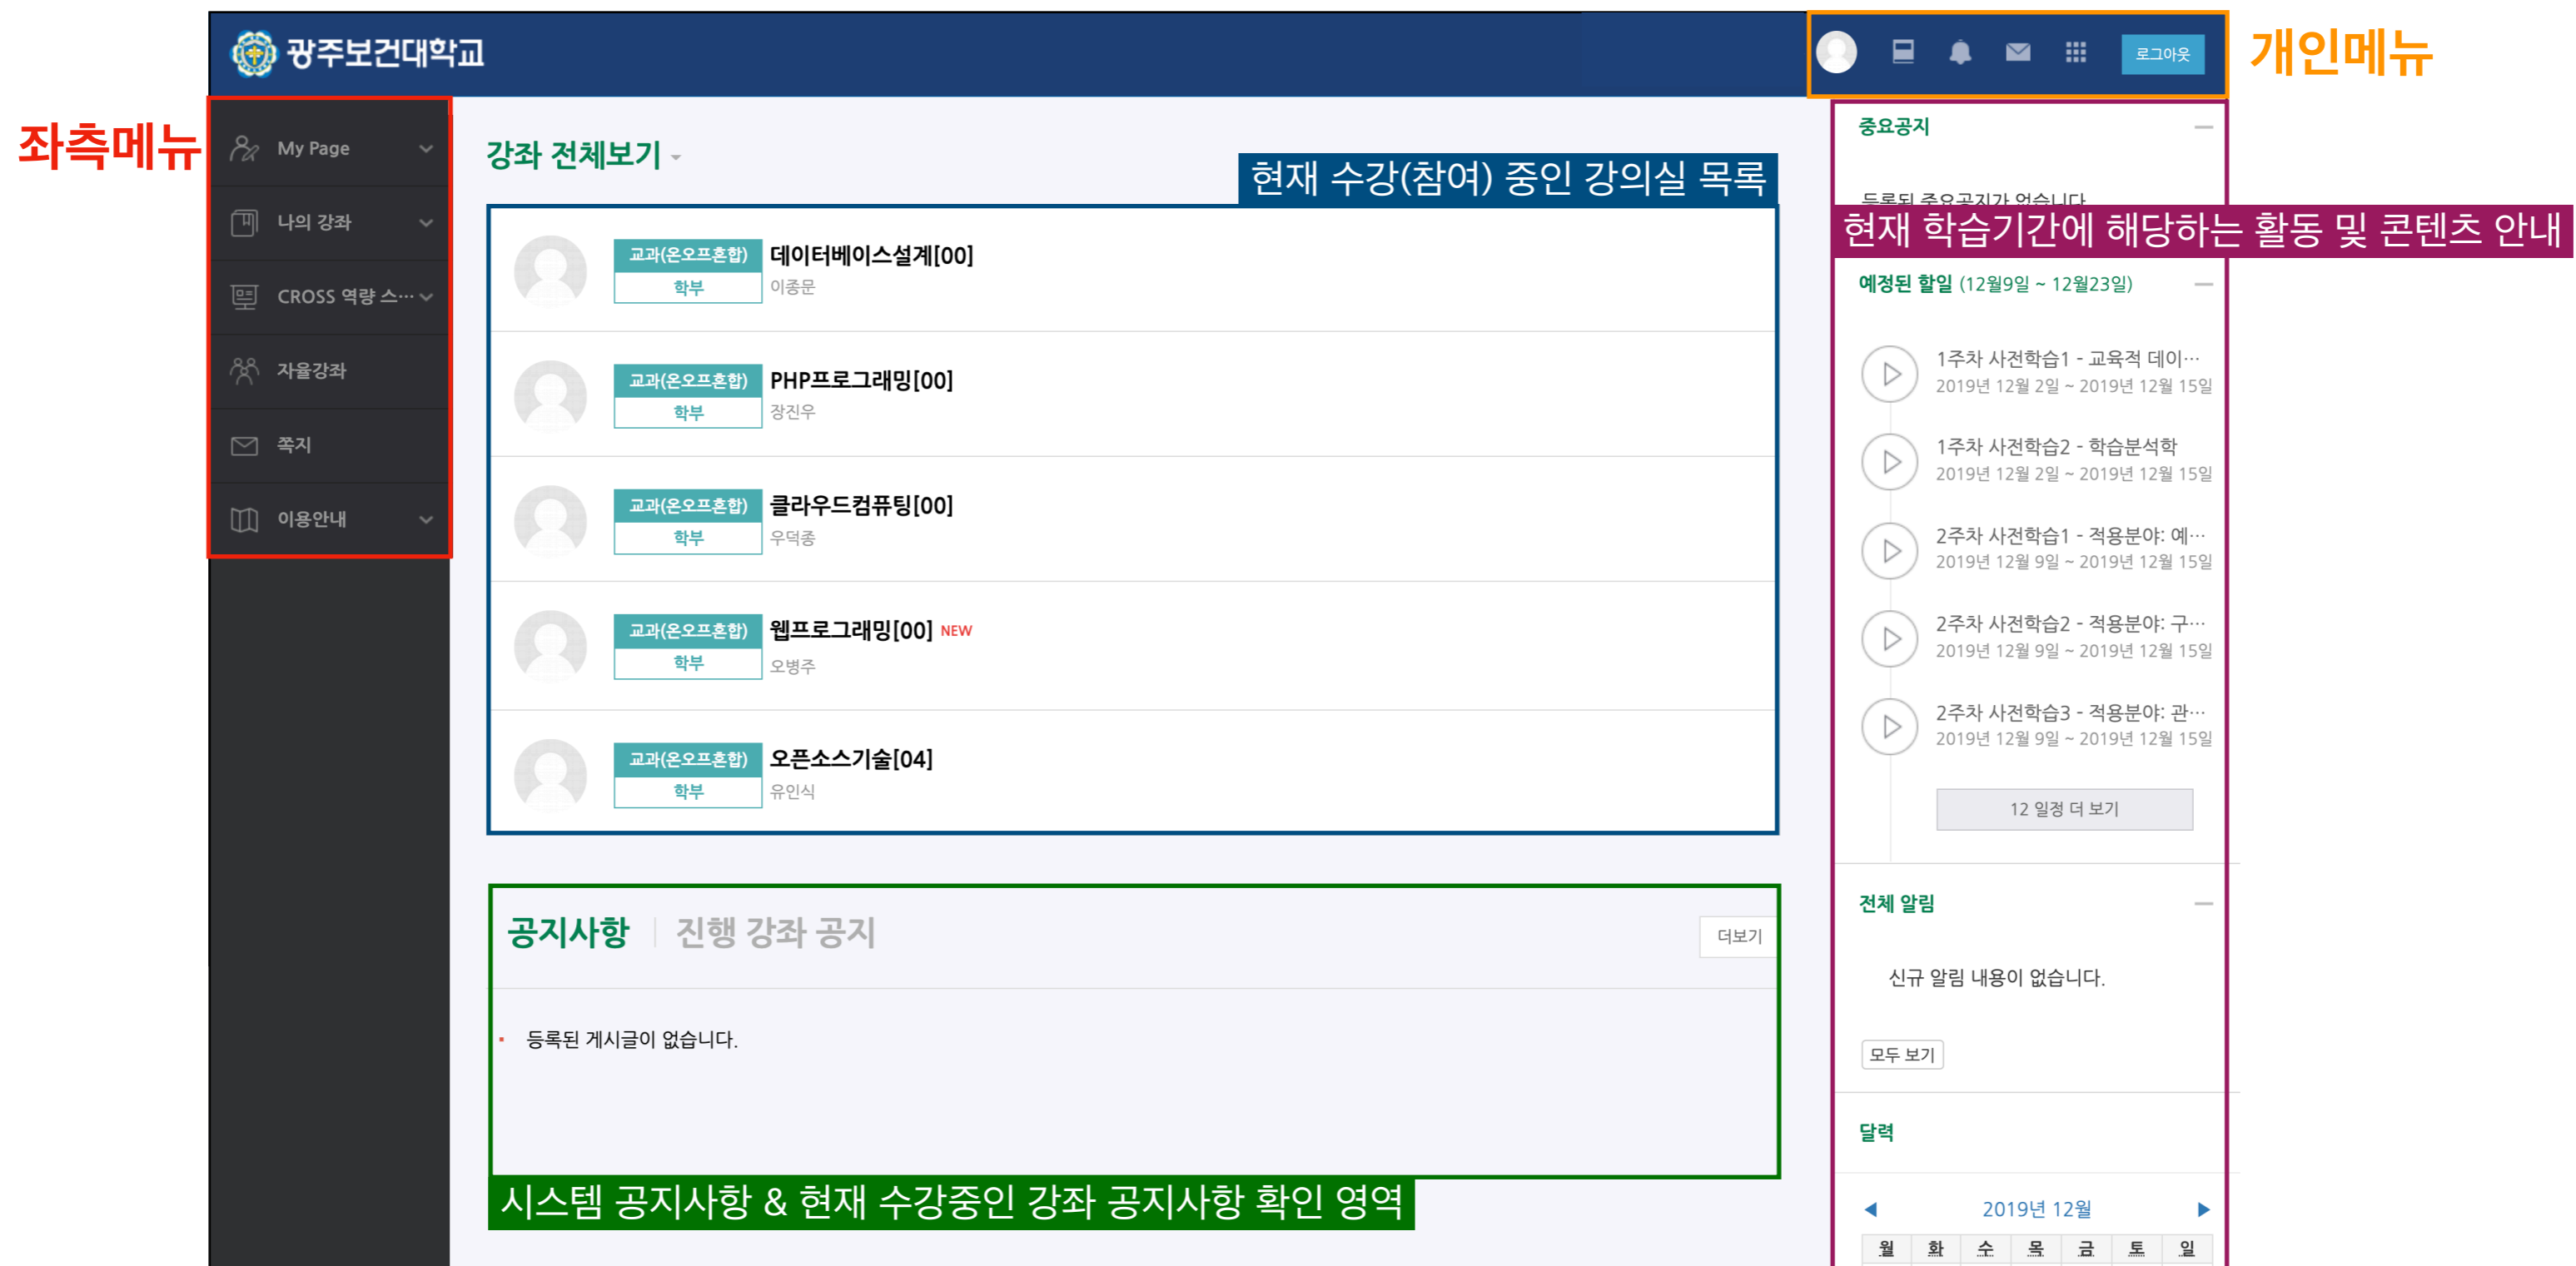 광주보건대학교
로그아웃
개인메뉴
좌측메뉴
My Page
나의 강좌
CROSS 역량 스…
자율강좌
쪽지
이용안내
강좌 전체보기
현재 수강(참여) 중인 강의실 목록
교과(온오프혼합) 데이터베이스설계[00]
학부 이종문
교과(온오프혼합) PHP프로그래밍[00]
학부 장진우
교과(온오프혼합) 클라우드컴퓨팅[00]
학부 우덕종
교과(온오프혼합) 웹프로그래밍[00] NEW
학부 오병주
교과(온오프혼합) 오픈소스기술[04]
학부 유인식
공지사항 진행 강좌 공지 더보기
등록된 게시글이 없습니다.
시스템 공지사항 & 현재 수강중인 강좌 공지사항 확인 영역
중요공지
등록된 중요공지가 없습니다
현재 학습기간에 해당하는 활동 및 콘텐츠 안내
예정된 할일 (12월9일 ~ 12월23일)
1주차 사전학습1 - 교육적 데이…
2019년 12월 2일 ~ 2019년 12월 15일
1주차 사전학습2 - 학습분석학
2019년 12월 2일 ~ 2019년 12월 15일
2주차 사전학습1 - 적용분야: 예…
2019년 12월 9일 ~ 2019년 12월 15일
2주차 사전학습2 - 적용분야: 구…
2019년 12월 9일 ~ 2019년 12월 15일
2주차 사전학습3 - 적용분야: 관…
2019년 12월 9일 ~ 2019년 12월 15일
12 일정 더 보기
전체 알림
신규 알림 내용이 없습니다.
모두 보기
달력
2019년 12월
월 화 수 목 금 토 일